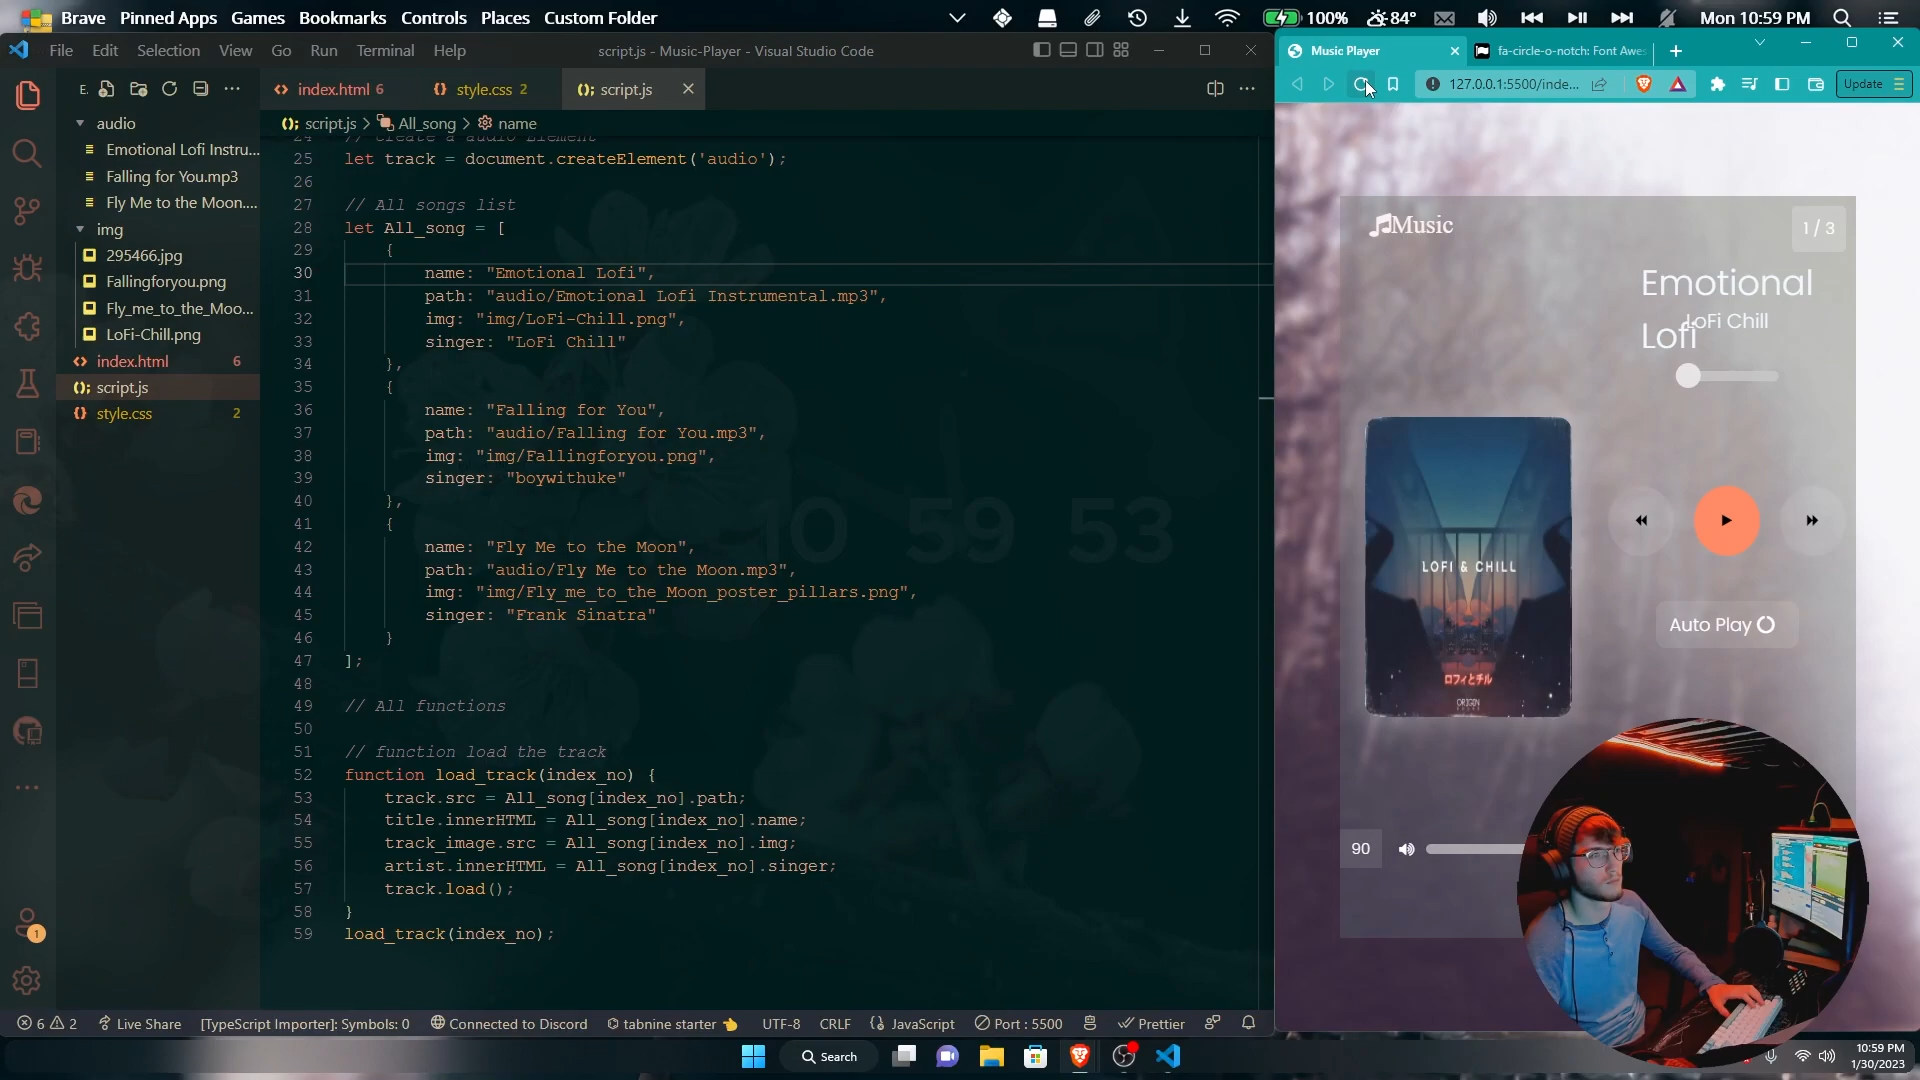 Brave Pinned Apps Games Bookmarks Controls Places Custom Folder
100% 84° Mon 10:59 PM
File Edit Selection View Go Run Terminal Help
script.js - Music-Player - Visual Studio Code
E.
audio
Emotional Lofi Instru...
Falling for You.mp3
Fly Me to the Moon....
img
295466.jpg
Fallingforyou.png
Fly_me_to_the_Moo...
LoFi-Chill.png
index.html 6
script.js
style.css 2
1
index.html 6 style.css 2 script.js
script.js > All_song > name
24 // create a audio Element
25 let track = document.createElement('audio');
26
27 // All songs list
28 let All_song = [
29 {
30 name: "Emotional Lofi",
31 path: "audio/Emotional Lofi Instrumental.mp3",
32 img: "img/LoFi-Chill.png",
33 singer: "LoFi Chill"
34 },
35 {
36 name: "Falling for You",
37 path: "audio/Falling for You.mp3",
38 img: "img/Fallingforyou.png",
39 singer: "boywithuke"
40 },
41 {
42 name: "Fly Me to the Moon",
43 path: "audio/Fly Me to the Moon.mp3",
44 img: "img/Fly_me_to_the_Moon_poster_pillars.png",
45 singer: "Frank Sinatra"
46 }
47 ];
48
49 // All functions
50
51 // function load the track
52 function load_track(index_no) {
53 track.src = All_song[index_no].path;
54 title.innerHTML = All_song[index_no].name;
55 track_image.src = All_song[index_no].img;
56 artist.innerHTML = All_song[index_no].singer;
57 track.load();
58 }
59 load_track(index_no);
10 59 53
6 2 Live Share [TypeScript Importer]: Symbols: 0 Connected to Discord tabnine starter UTF-8 CRLF JavaScript Port : 5500 Prettier
Music Player fa-circle-o-notch: Font Awes
127.0.0.1:5500/inde... Update
Music
1 / 3
Emotional
Lofi
LoFi Chill
LOFI & CHILL
ロフィとチル
ORIGIN
Auto Play
90
Search
10:59 PM
1/30/2023